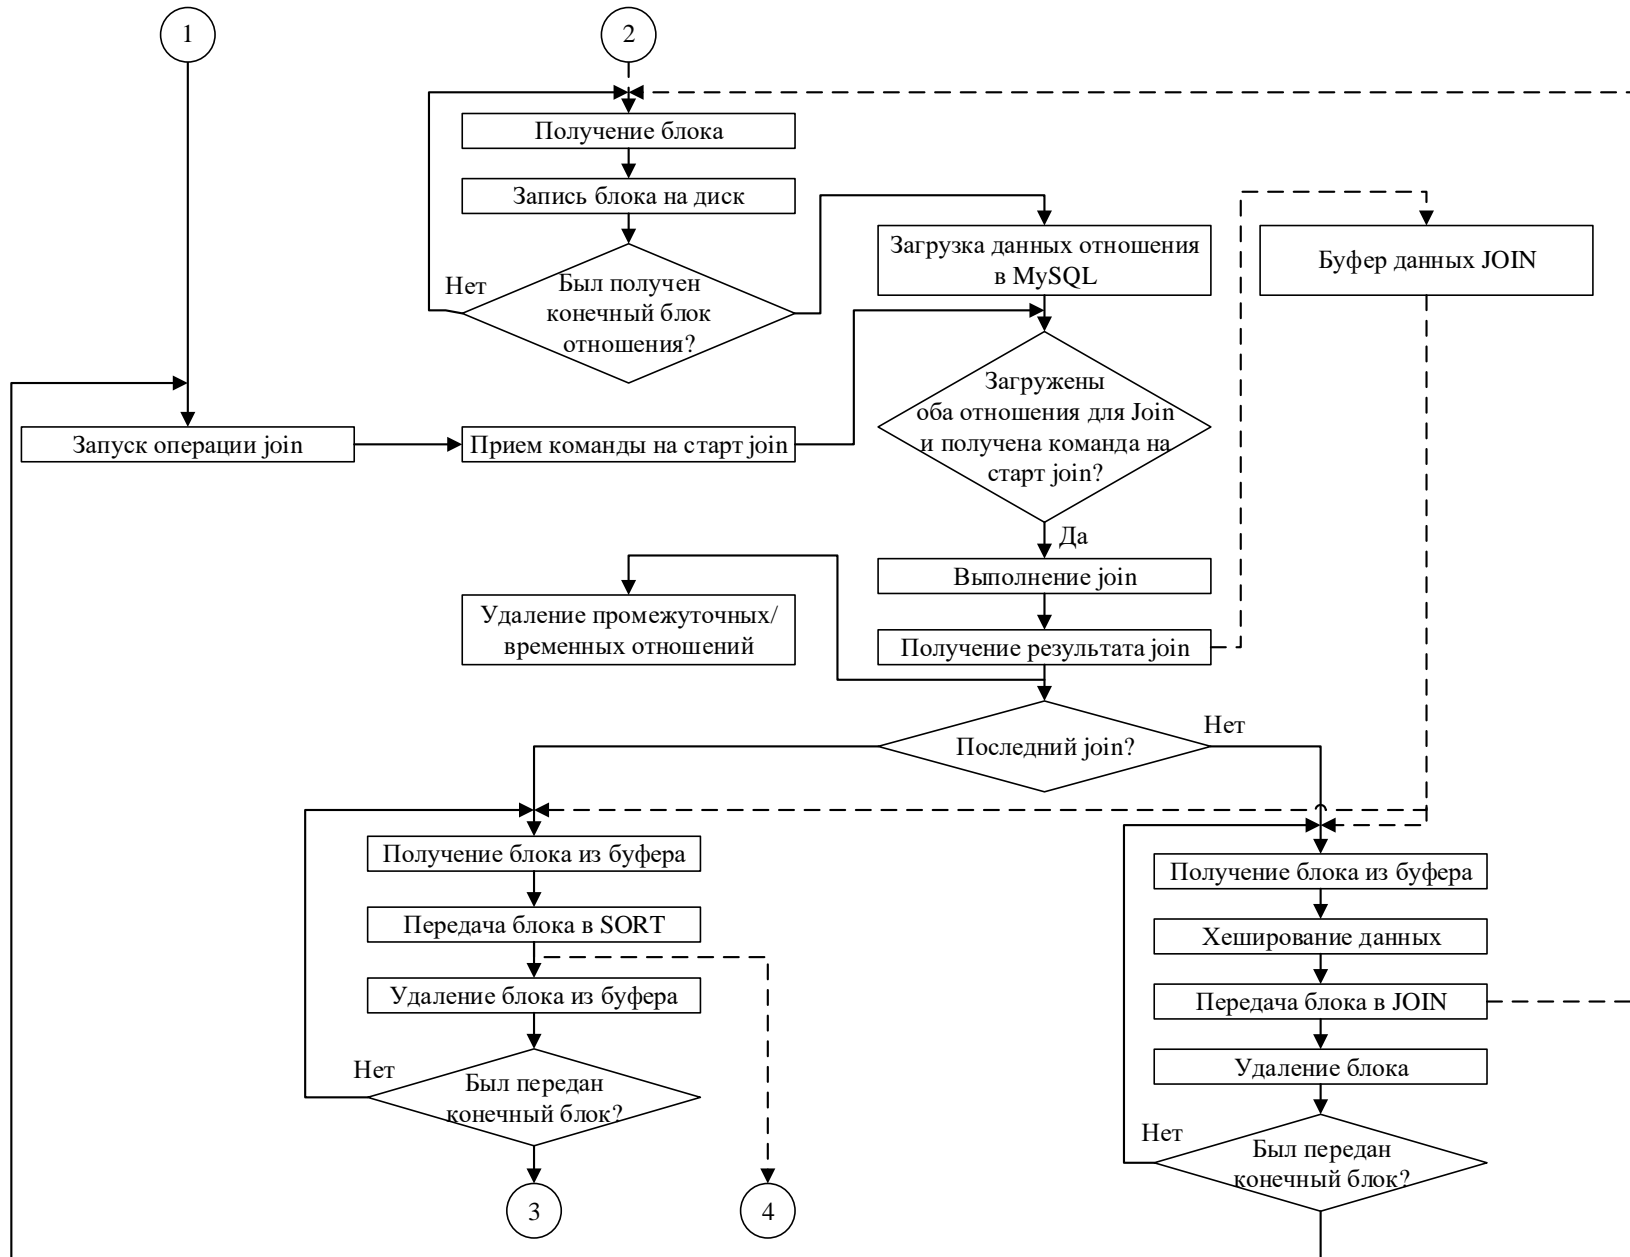 1
2
Получение блока
Запись блока на диск
Нет
Был получен
конечный блок
отношения?
Загрузка данных отношения
в MySQL
Буфер данных JOIN
Запуск операции join
Прием команды на старт join
Загружены
оба отношения для Join
и получена команда на
старт join?
Да
Выполнение join
Удаление промежуточных/
временных отношений
Получение результата join
Последний join?
Нет
Получение блока из буфера
Передача блока в SORT
Удаление блока из буфера
Нет
Был передан
конечный блок?
3
4
Получение блока из буфера
Хеширование данных
Передача блока в JOIN
Удаление блока
Нет
Был передан
конечный блок?